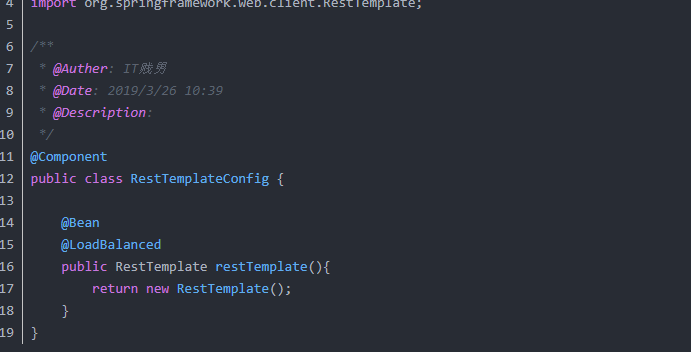 4 import org.springframework.web.client.RestTemplate;
5
6 /**
7 * @Auther: IT贱男
8 * @Date: 2019/3/26 10:39
9 * @Description:
10 */
11 @Component
12 public class RestTemplateConfig {
13
14 @Bean
15 @LoadBalanced
16 public RestTemplate restTemplate(){
17 return new RestTemplate();
18 }
19 }